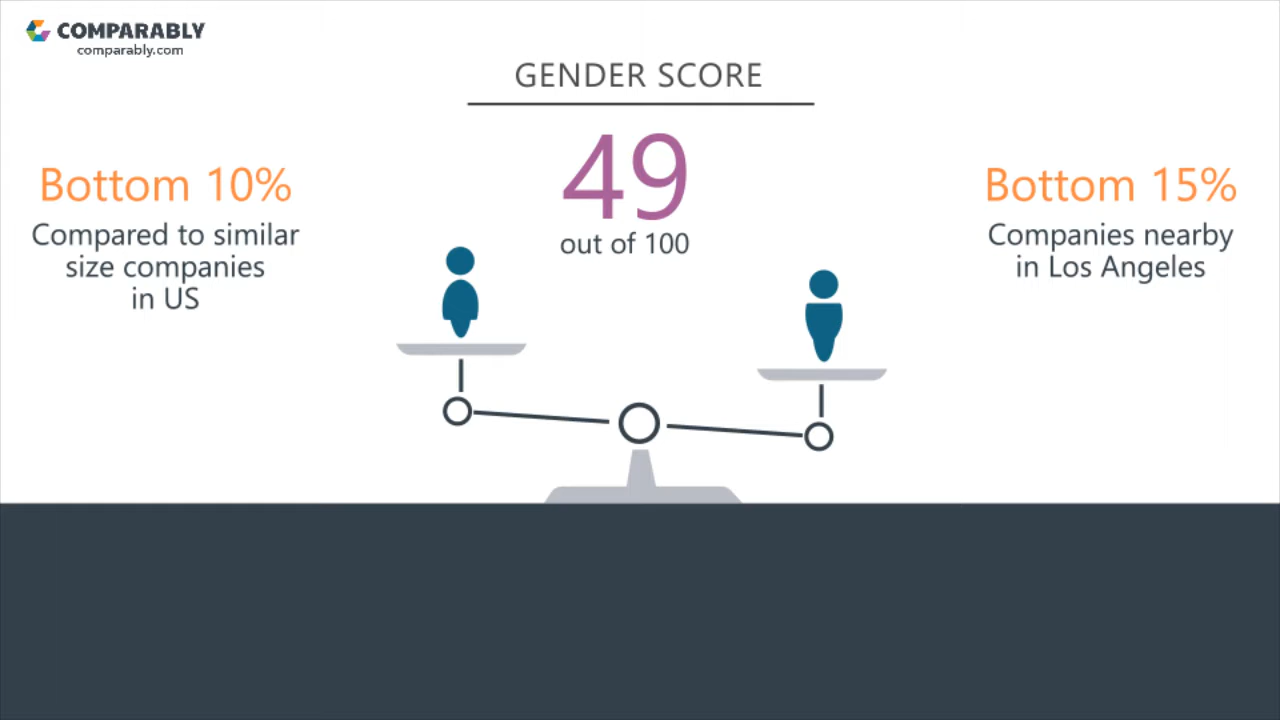 COMPARABLY
comparably.com
GENDER SCORE
49
out of 100
Bottom 10%
Compared to similar
size companies
in US
Bottom 15%
Companies nearby
in Los Angeles